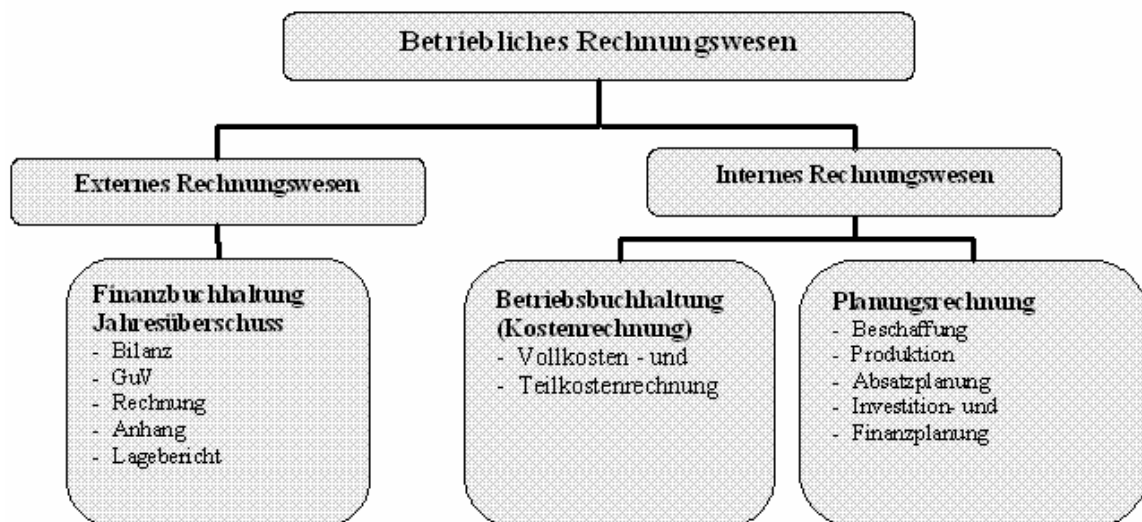 Betriebliches Rechnungswesen
Externes Rechnungswesen
Internes Rechnungswesen
Finanzbuchhaltung
Jahresüberschuss
- Bilanz
- GuV
- Rechnung
- Anhang
- Lagebericht
Betriebsbuchhaltung
(Kostenrechnung)
- Vollkosten - und
- Teilkostenrechnung
Planungsrechnung
- Beschaffung
- Produktion
- Absatzplanung
- Investition- und
- Finanzplanung